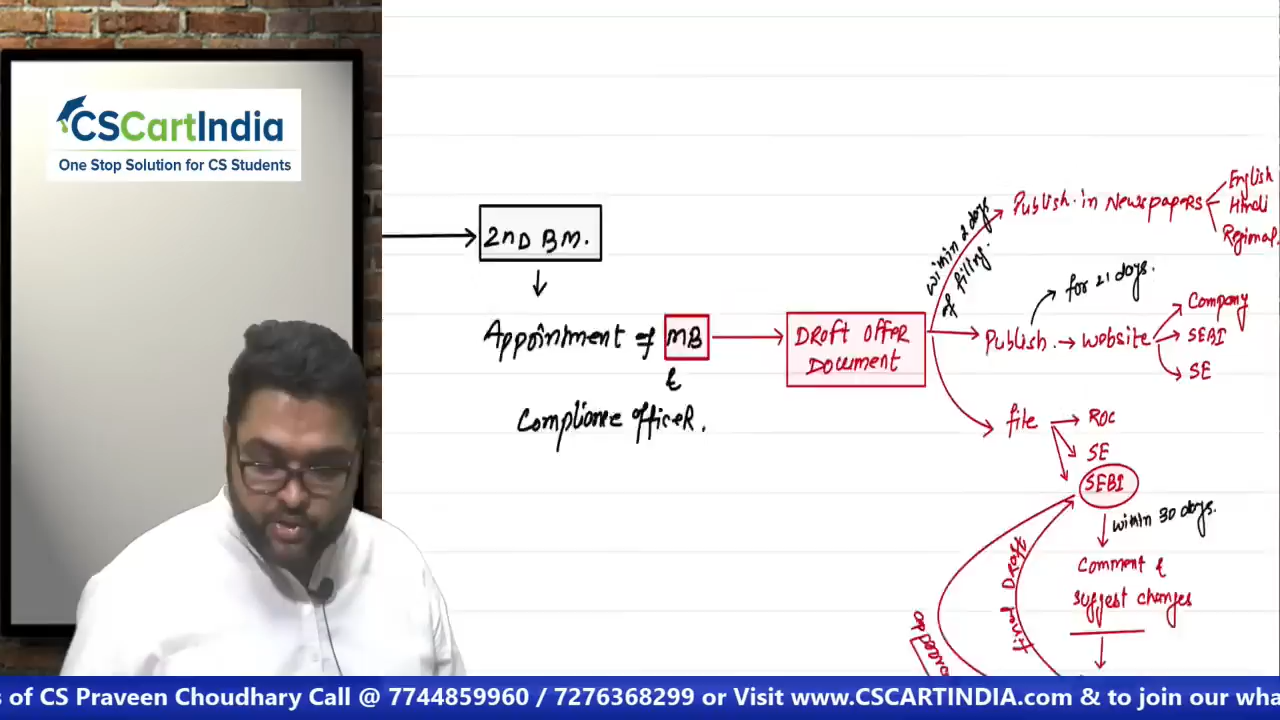 CSCartIndia
One Stop Solution for CS Students
2nD BM.
Appointment of MB
&
Compliance officeR.
DRoft OffeR
Document
within 2 days
of filing.
Publish in Newspapers
English
Hindi
Regional.
for 21 days.
Publish. → website
Company
SEBI
SE
file
ROC
SE
SEBI
within 30 days.
Comment &
suggest changes
final DRoft
s of CS Praveen Choudhary Call @ 7744859960 / 7276368299 or Visit www.CSCARTINDIA.com & to join our wha